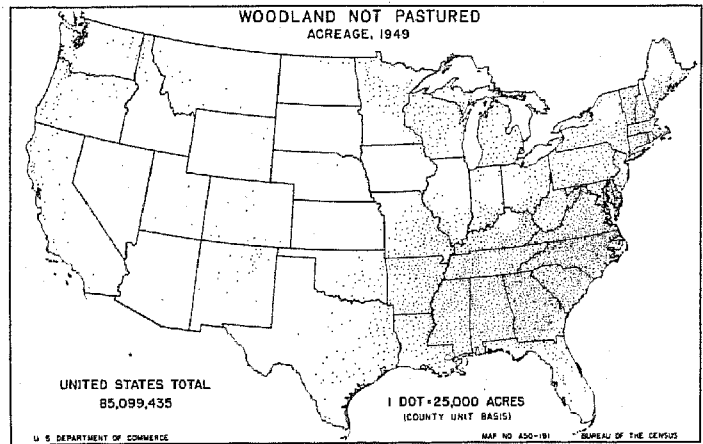 WOODLAND NOT PASTURED
ACREAGE, 1949
UNITED STATES TOTAL
85,099,435
1 DOT=25,000 ACRES
(COUNTY UNIT BASIS)
U S DEPARTMENT OF COMMERCE
MAP NO A50-191
BUREAU OF THE CENSUS